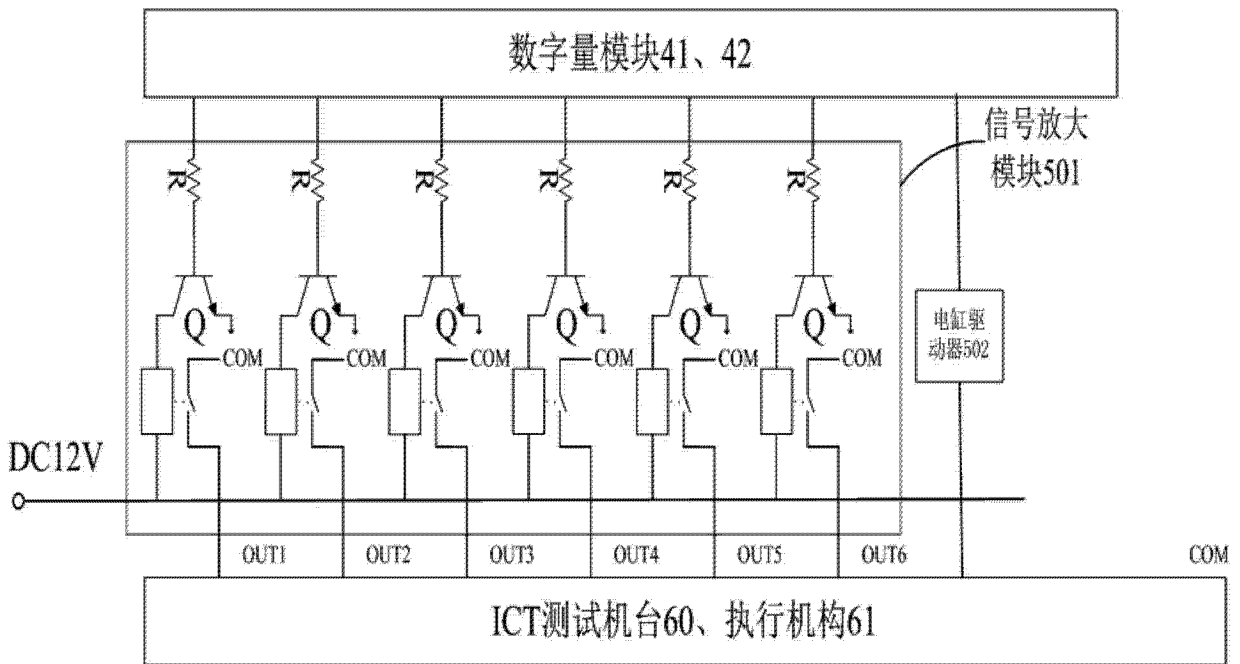 数字量模块41、42
信号放大
模块501
R R R R R R
Q Q Q Q Q Q
电缸驱
动器502
COM COM COM COM COM COM
DC12V
OUT1 OUT2 OUT3 OUT4 OUT5 OUT6 COM
ICT测试机台60、执行机构61